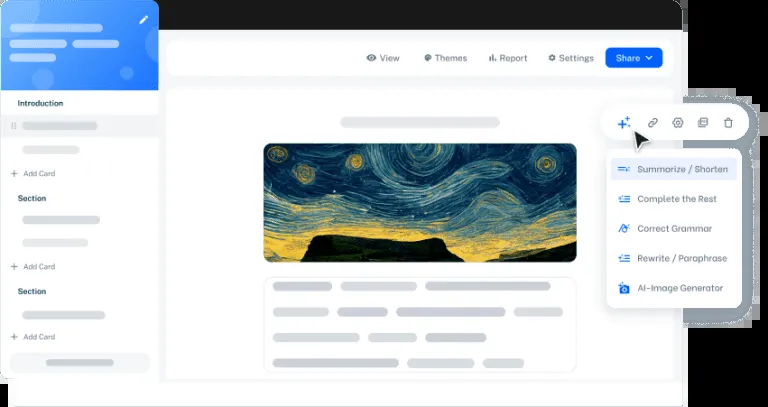 View
Themes
Report
Settings
Share
Introduction
+ Add Card
Section
+ Add Card
Section
+ Add Card
Summarize / Shorten
Complete the Rest
Correct Grammar
Rewrite / Paraphrase
AI-Image Generator